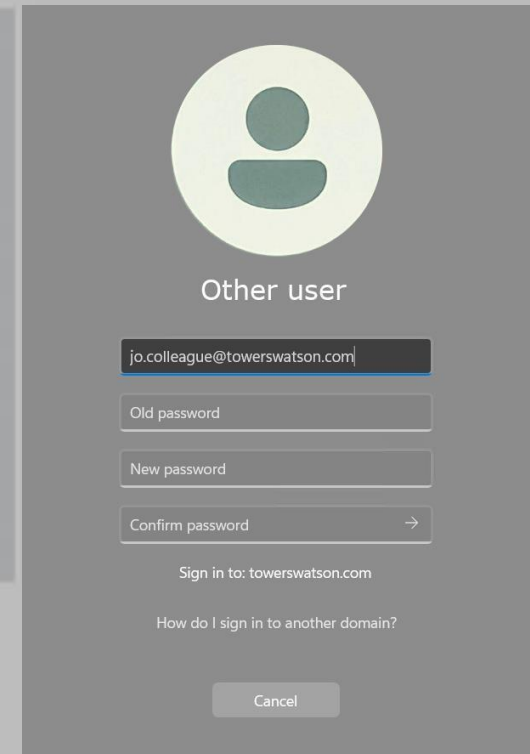 Other user
jo.colleague@towerswatson.com
Old password
New password
Confirm password
Sign in to: towerswatson.com
How do I sign in to another domain?
Cancel